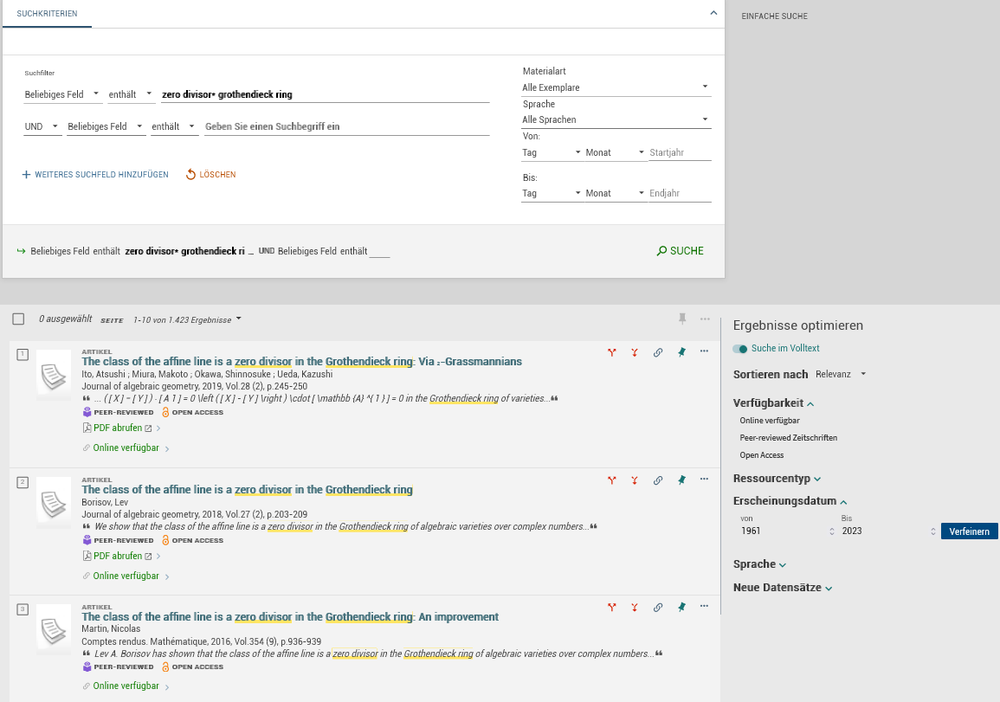 SUCHKRITERIEN
EINFACHE SUCHE
Suchfilter
Beliebiges Feld enthält zero divisor* grothendieck ring
UND Beliebiges Feld enthält Geben Sie einen Suchbegriff ein
WEITERES SUCHFELD HINZUFÜGEN LÖSCHEN
Materialart
Alle Exemplare
Sprache
Alle Sprachen
Von:
Tag Monat Startjahr
Bis:
Tag Monat Endjahr
Beliebiges Feld enthält zero divisor* grothendieck ri ... UND Beliebiges Feld enthält
SUCHE
0 ausgewählt SEITE 1-10 von 1.423 Ergebnisse
1
ARTIKEL
The class of the affine line is a zero divisor in the Grothendieck ring: Via ₂-Grassmannians
Ito, Atsushi ; Miura, Makoto ; Okawa, Shinnosuke ; Ueda, Kazushi
Journal of algebraic geometry, 2019, Vol.28 (2), p.245-250
❝ ... ( [ X ] - [ Y ] ) · [ A 1 ] = 0 \left ( [ X ] - [ Y ] \right ) \cdot [ \mathbb {A} ^{ 1 } ] = 0 in the Grothendieck ring of varieties...❝
PEER-REVIEWED OPEN ACCESS
PDF abrufen
Online verfügbar
2
ARTIKEL
The class of the affine line is a zero divisor in the Grothendieck ring
Borisov, Lev
Journal of algebraic geometry, 2018, Vol.27 (2), p.203-209
❝ We show that the class of the affine line is a zero divisor in the Grothendieck ring of algebraic varieties over complex numbers...❝
PEER-REVIEWED OPEN ACCESS
PDF abrufen
Online verfügbar
3
ARTIKEL
The class of the affine line is a zero divisor in the Grothendieck ring: An improvement
Martin, Nicolas
Comptes rendus. Mathématique, 2016, Vol.354 (9), p.936-939
❝ Lev A. Borisov has shown that the class of the affine line is a zero divisor in the Grothendieck ring of algebraic varieties over complex numbers...❝
PEER-REVIEWED OPEN ACCESS
Online verfügbar
Ergebnisse optimieren
Suche im Volltext
Sortieren nach Relevanz
Verfügbarkeit
Online verfügbar
Peer-reviewed Zeitschriften
Open Access
Ressourcentyp
Erscheinungsdatum
von Bis
1961 2023 Verfeinern
Sprache
Neue Datensätze